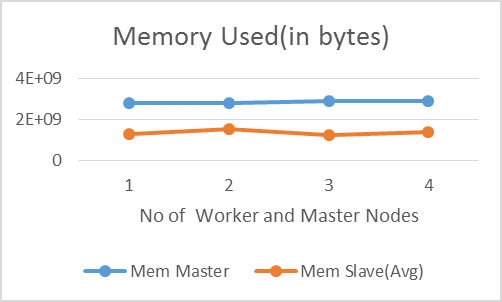 Memory Used(in bytes)
4E+09
2E+09
0
1 2 3 4
No of  Worker and Master Nodes
Mem Master Mem Slave(Avg)